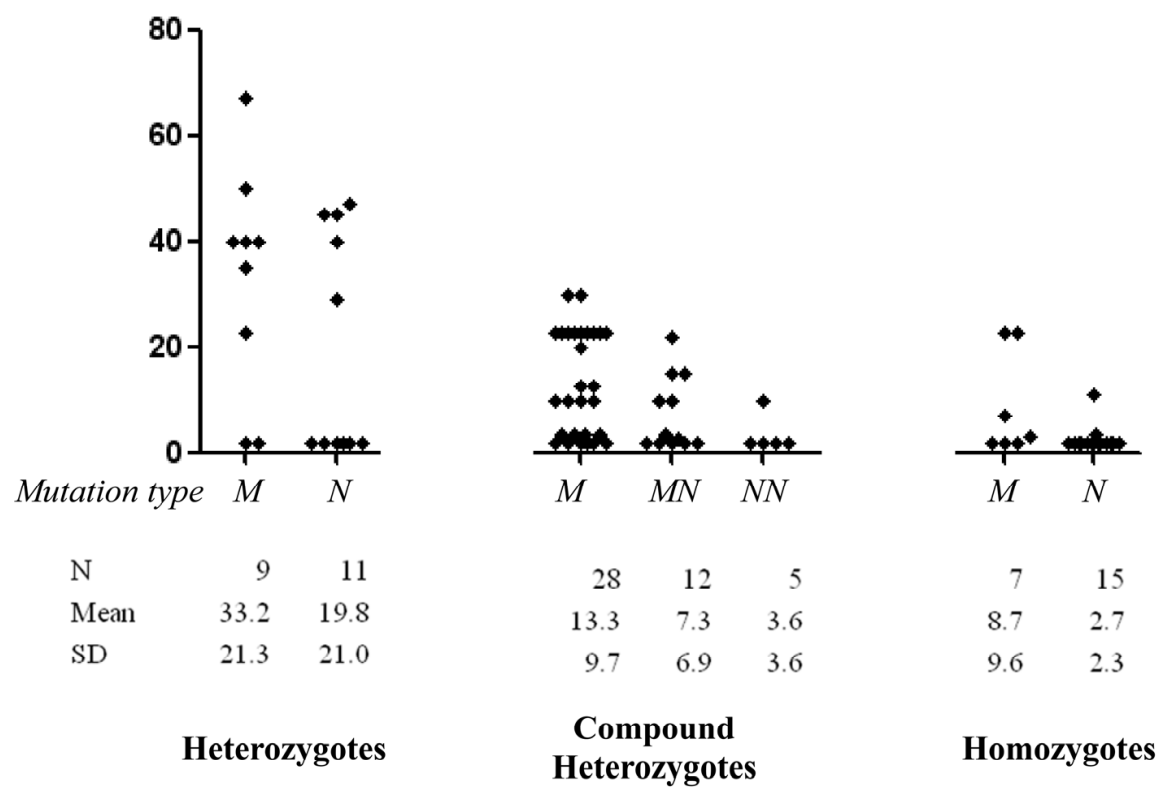 80
60
40
20
0
Mutation type M N M MN NN M N
N 9 11 28 12 5 7 15
Mean 33.2 19.8 13.3 7.3 3.6 8.7 2.7
SD 21.3 21.0 9.7 6.9 3.6 9.6 2.3
Heterozygotes
Compound
Heterozygotes
Homozygotes